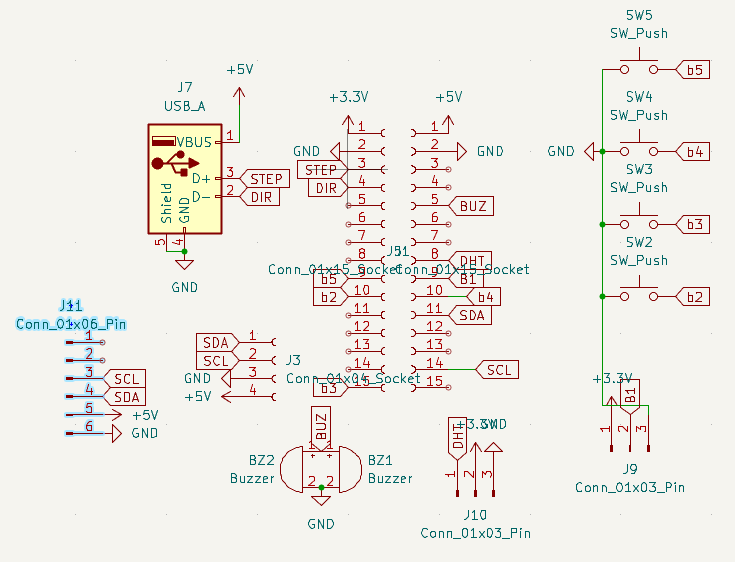 SW5
SW_Push
b5
J7
USB_A
+5V
VBUS
1
D+
3
STEP
D-
2
DIR
Shield
GND
5
4
GND
+3.3V
+5V
1
1
GND
2
2
GND
STEP
3
3
DIR
4
4
5
5
BUZ
6
6
7
7
8
8
DHT
J1
Conn_01x15_Socket
Conn_01x15_Socket
b5
9
9
B1
b2
10
10
b4
11
11
SDA
12
12
13
13
14
14
SCL
b3
15
15
SW4
SW_Push
GND
b4
SW3
SW_Push
b3
SW2
SW_Push
b2
J11
Conn_01x06_Pin
1
2
3
SCL
4
SDA
5
+5V
6
GND
SDA
1
SCL
2
GND
3
+5V
4
J3
Conn_01x04_Socket
BUZ
1
1
+
+
BZ2
Buzzer
BZ1
Buzzer
2
2
GND
DHT
+3.3V
GND
1
2
3
J10
Conn_01x03_Pin
+3.3V
B1
1
2
3
J9
Conn_01x03_Pin